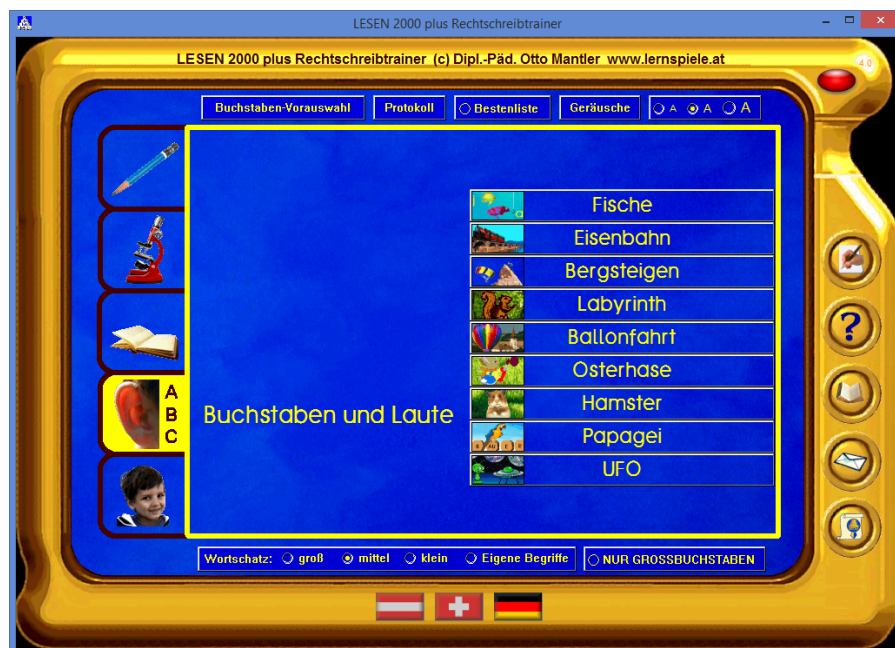 LESEN 2000 plus Rechtschreibtrainer
LESEN 2000 plus Rechtschreibtrainer (c) Dipl.-Päd. Otto Mantler www.lernspiele.at
4.0
Buchstaben-Vorauswahl Protokoll Bestenliste Geräusche A A A
Fische
Eisenbahn
Bergsteigen
Labyrinth
Ballonfahrt
Osterhase
Hamster
Papagei
UFO
A
B
C
Buchstaben und Laute
Wortschatz: groß mittel klein Eigene Begriffe NUR GROSSBUCHSTABEN
?